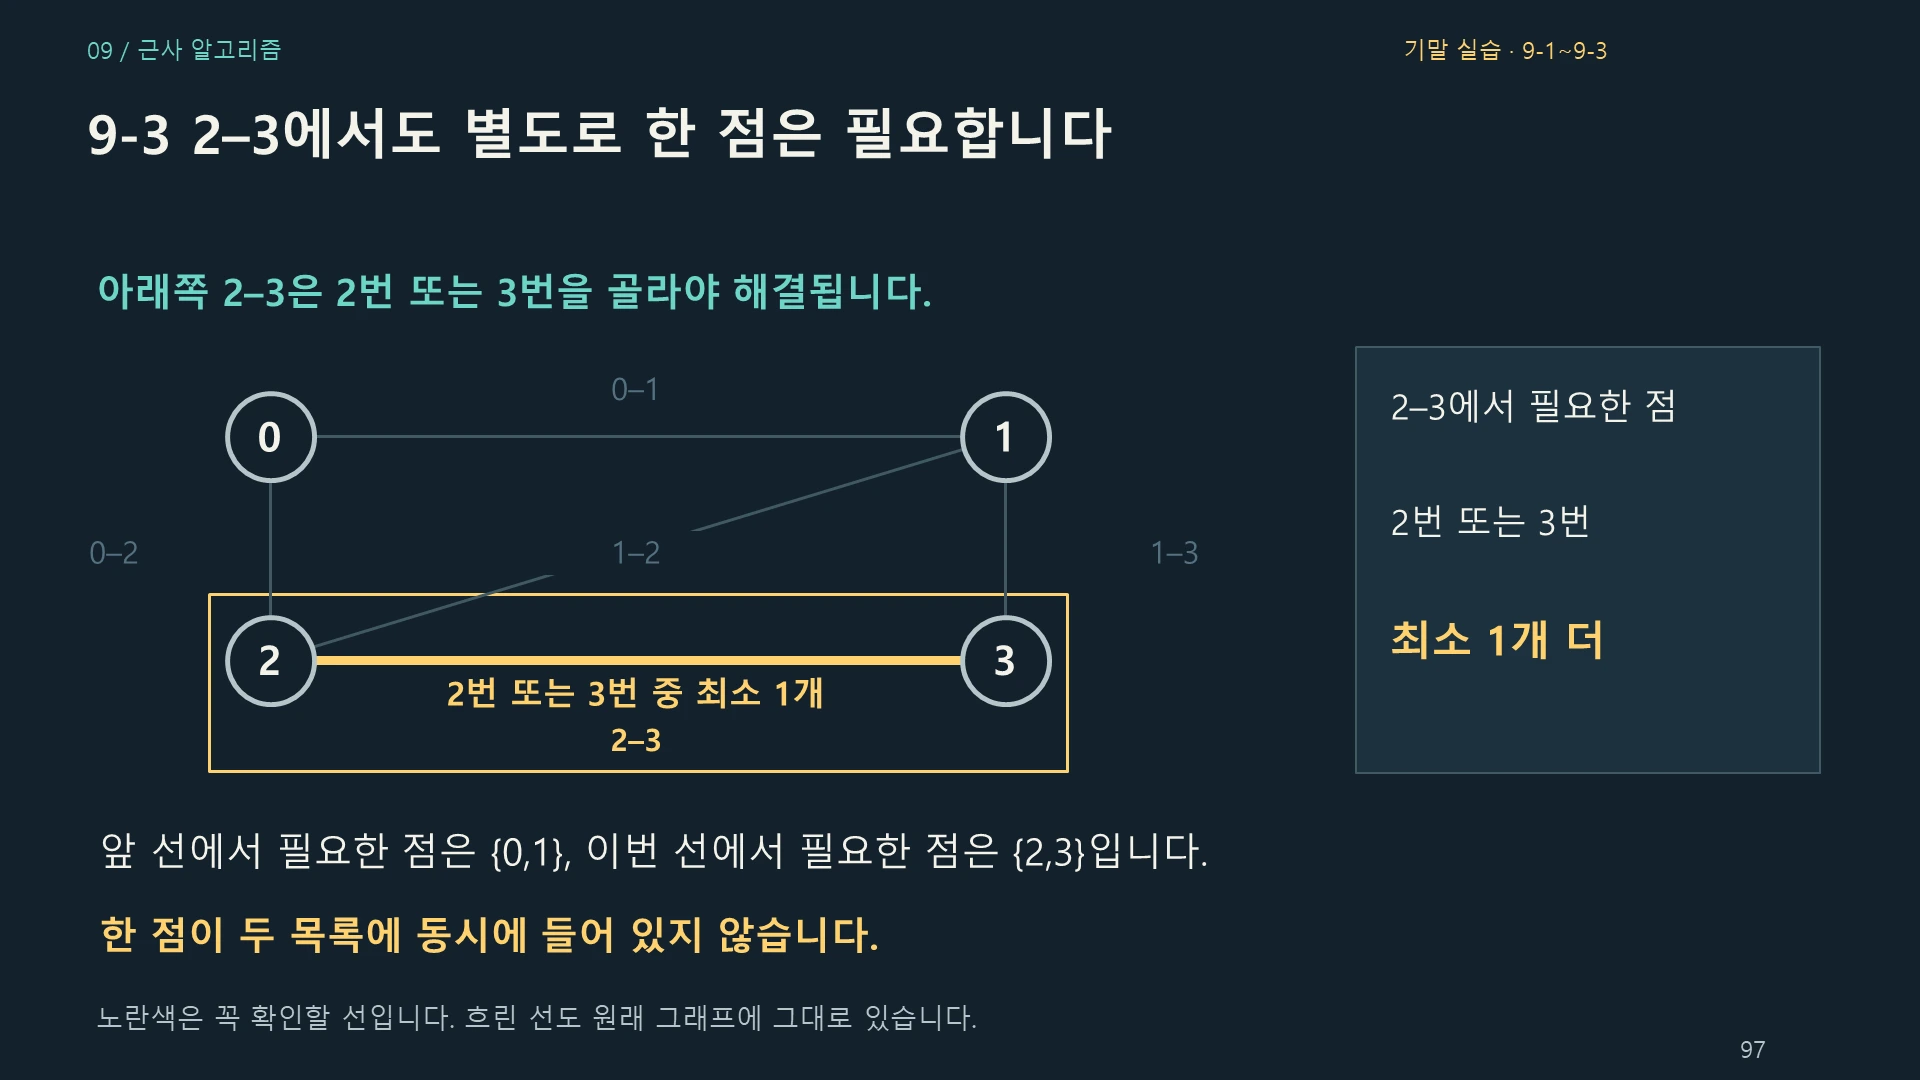 09 / 근사 알고리즘
기말 실습 · 9-1~9-3
9-3 2–3에서도 별도로 한 점은 필요합니다
아래쪽 2–3은 2번 또는 3번을 골라야 해결됩니다.
0–1
0
1
0–2
1–2
1–3
2
3
2번 또는 3번 중 최소 1개
2–3
2–3에서 필요한 점
2번 또는 3번
최소 1개 더
앞 선에서 필요한 점은 {0,1}, 이번 선에서 필요한 점은 {2,3}입니다.
한 점이 두 목록에 동시에 들어 있지 않습니다.
노란색은 꼭 확인할 선입니다. 흐린 선도 원래 그래프에 그대로 있습니다.
97